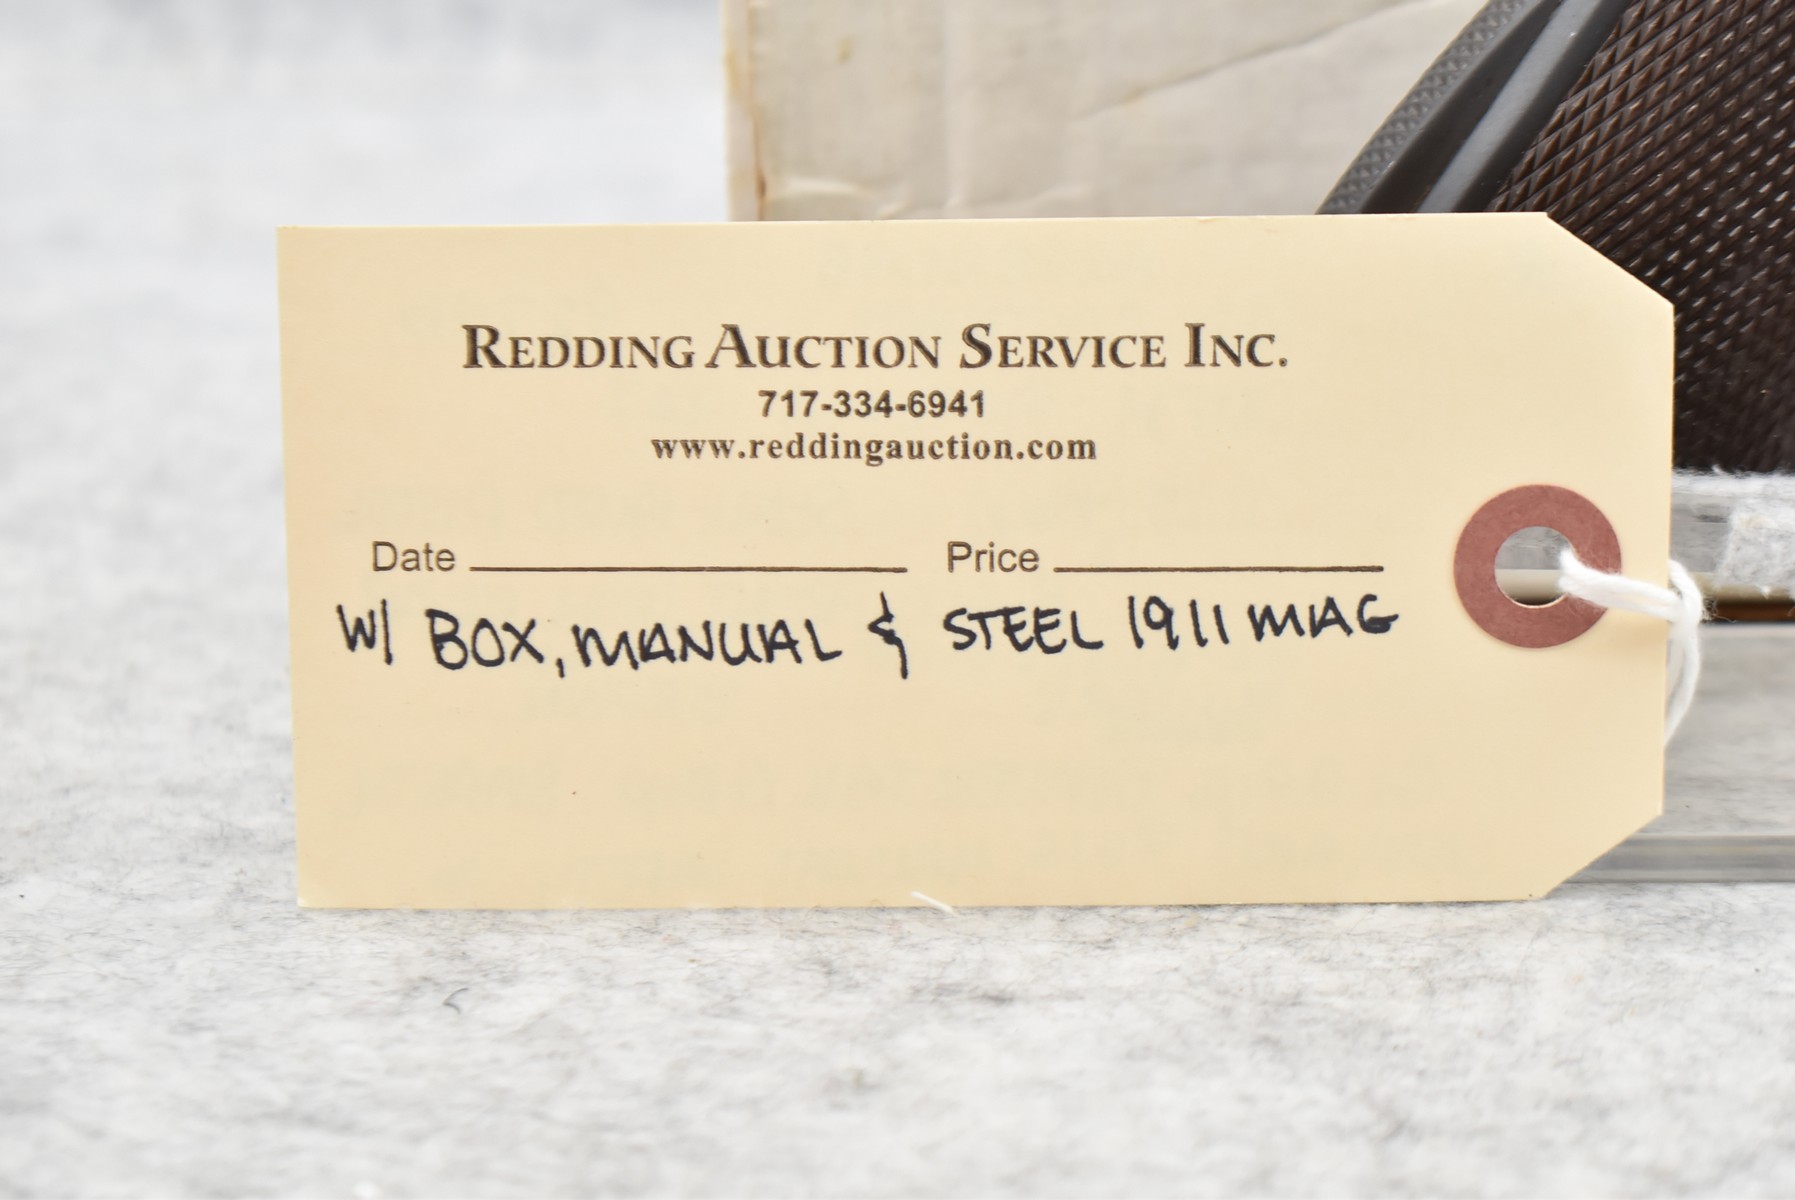 REDDING AUCTION SERVICE INC.
717-334-6941
www.reddingauction.com
Date Price
W/ BOX, MANUAL & STEEL 1911 MAG